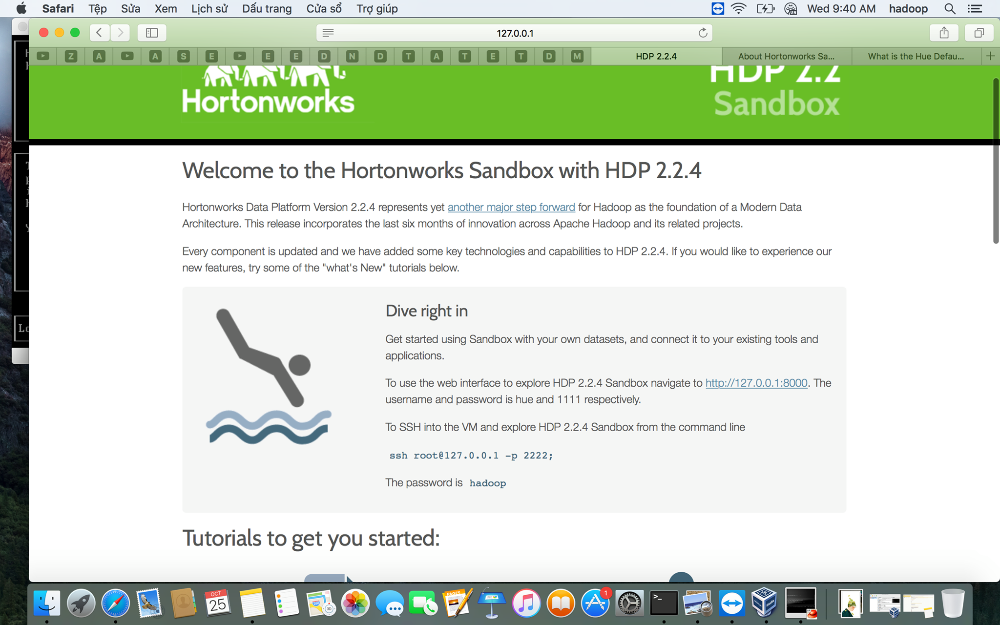 Safari Tệp Sửa Xem Lịch sử Dấu trang Cửa sổ Trợ giúp Wed 9:40 AM hadoop
127.0.0.1
Z A A S E E E D N D T A T E T D M HDP 2.2.4 About Hortonworks Sa... What is the Hue Defau...
Hortonworks
HDP 2.2
Sandbox
Welcome to the Hortonworks Sandbox with HDP 2.2.4
Hortonworks Data Platform Version 2.2.4 represents yet another major step forward for Hadoop as the foundation of a Modern Data
Architecture. This release incorporates the last six months of innovation across Apache Hadoop and its related projects.
Every component is updated and we have added some key technologies and capabilities to HDP 2.2.4. If you would like to experience our
new features, try some of the "what's New" tutorials below.
Dive right in
Get started using Sandbox with your own datasets, and connect it to your existing tools and
applications.
To use the web interface to explore HDP 2.2.4 Sandbox navigate to http://127.0.0.1:8000. The
username and password is hue and 1111 respectively.
To SSH into the VM and explore HDP 2.2.4 Sandbox from the command line
ssh root@127.0.0.1 -p 2222;
The password is hadoop
Tutorials to get you started:
OCT
25
PAGES
1